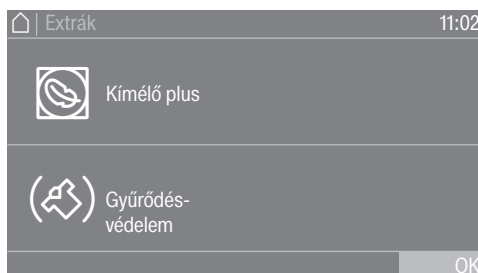 | Extrák 11:02
Kímélő plus
Gyűrődés-
védelem
OK